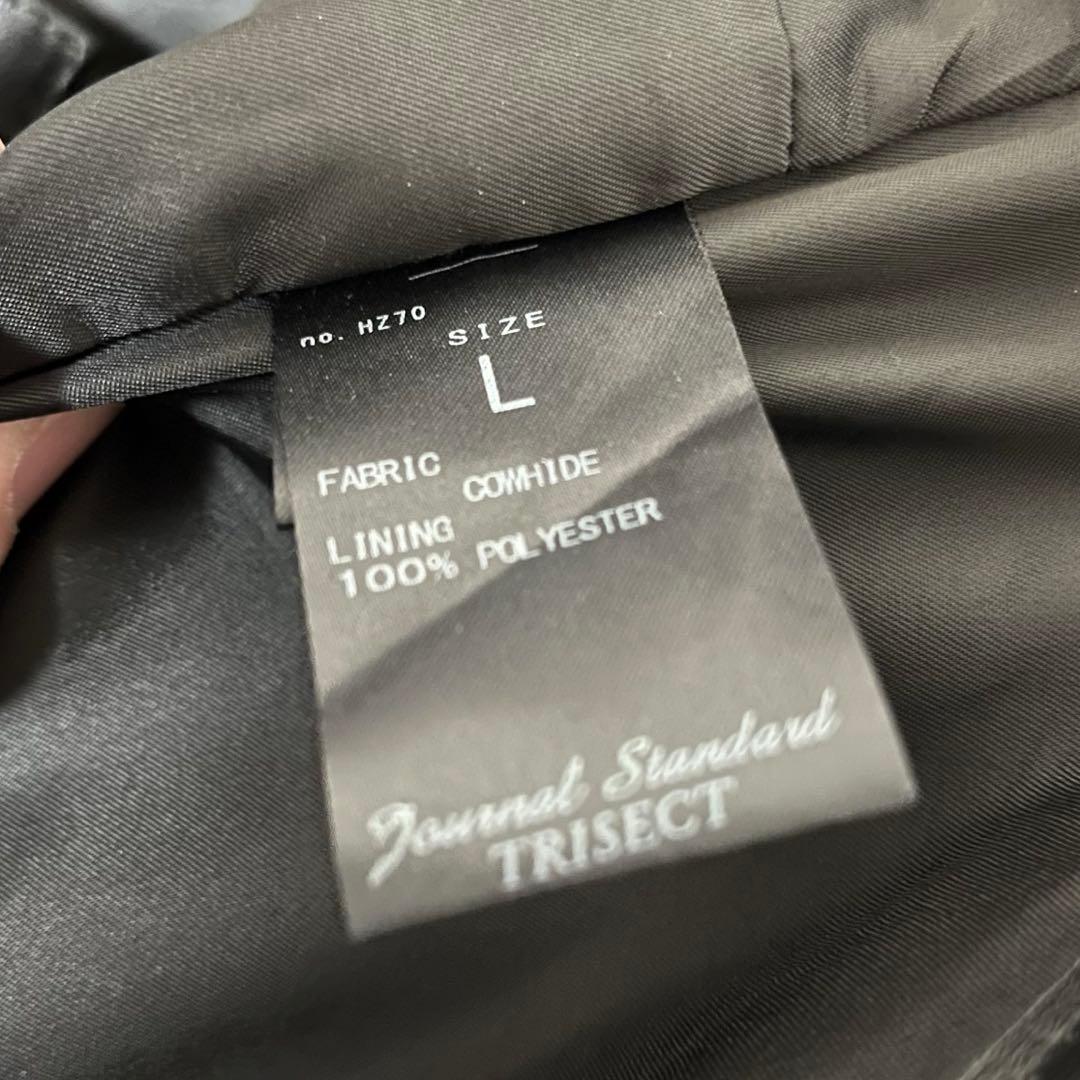 no. HZ70
SIZE
L
FABRIC
COWHIDE
LINING
100% POLYESTER
Journal Standard
TRISECT